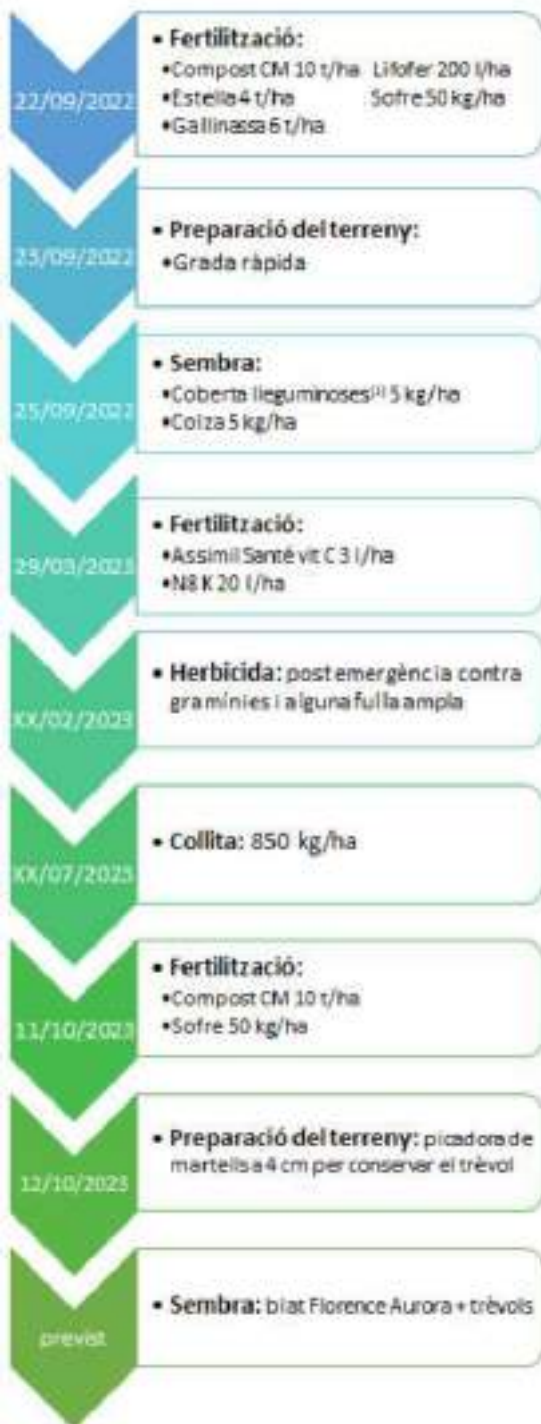 22/09/2022
• Fertilització:
•Compost CM 10 t/ha Lifofer 200 l/ha
•Estella 4 t/ha Sofre 50 kg/ha
•Gallinassa 6 t/ha
23/09/2022
• Preparació del terreny:
•Grada ràpida
25/09/2022
• Sembra:
•Coberta lleguminoses⁽¹⁾ 5 kg/ha
•Colza 5 kg/ha
29/03/2023
• Fertilització:
•Assimil Santé vit C 3 l/ha
•N8 K 20 l/ha
XX/02/2023
• Herbicida: post emergència contra
gramínies i alguna fulla ampla
XX/07/2023
• Collita: 850 kg/ha
11/10/2023
• Fertilització:
•Compost CM 10 t/ha
•Sofre 50 kg/ha
12/10/2023
• Preparació del terreny: picadora de
martells a 4 cm per conservar el trèvol
previst
• Sembra: blat Florence Aurora + trèvols